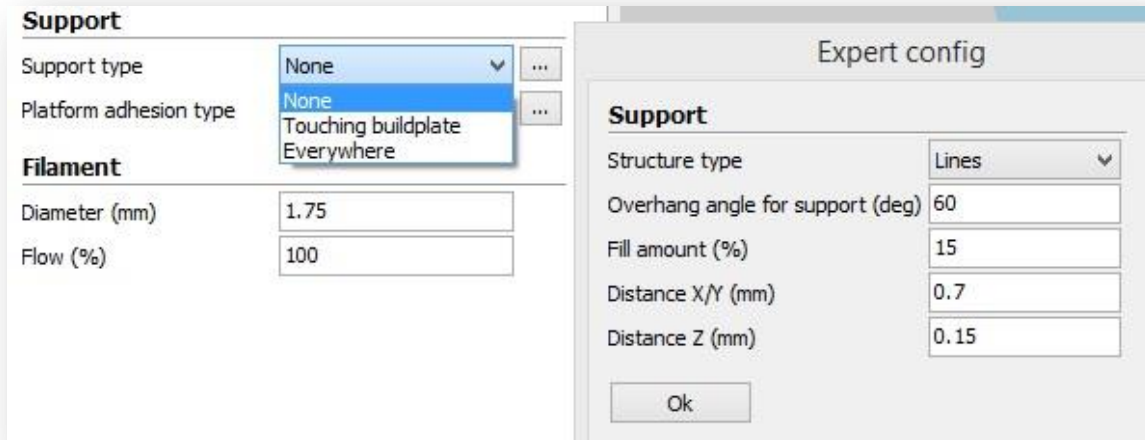 Support
Support type None ...
Platform adhesion type ...
None
Touching buildplate
Everywhere
Filament
Diameter (mm) 1.75
Flow (%) 100
Expert config
Support
Structure type Lines
Overhang angle for support (deg) 60
Fill amount (%) 15
Distance X/Y (mm) 0.7
Distance Z (mm) 0.15
Ok